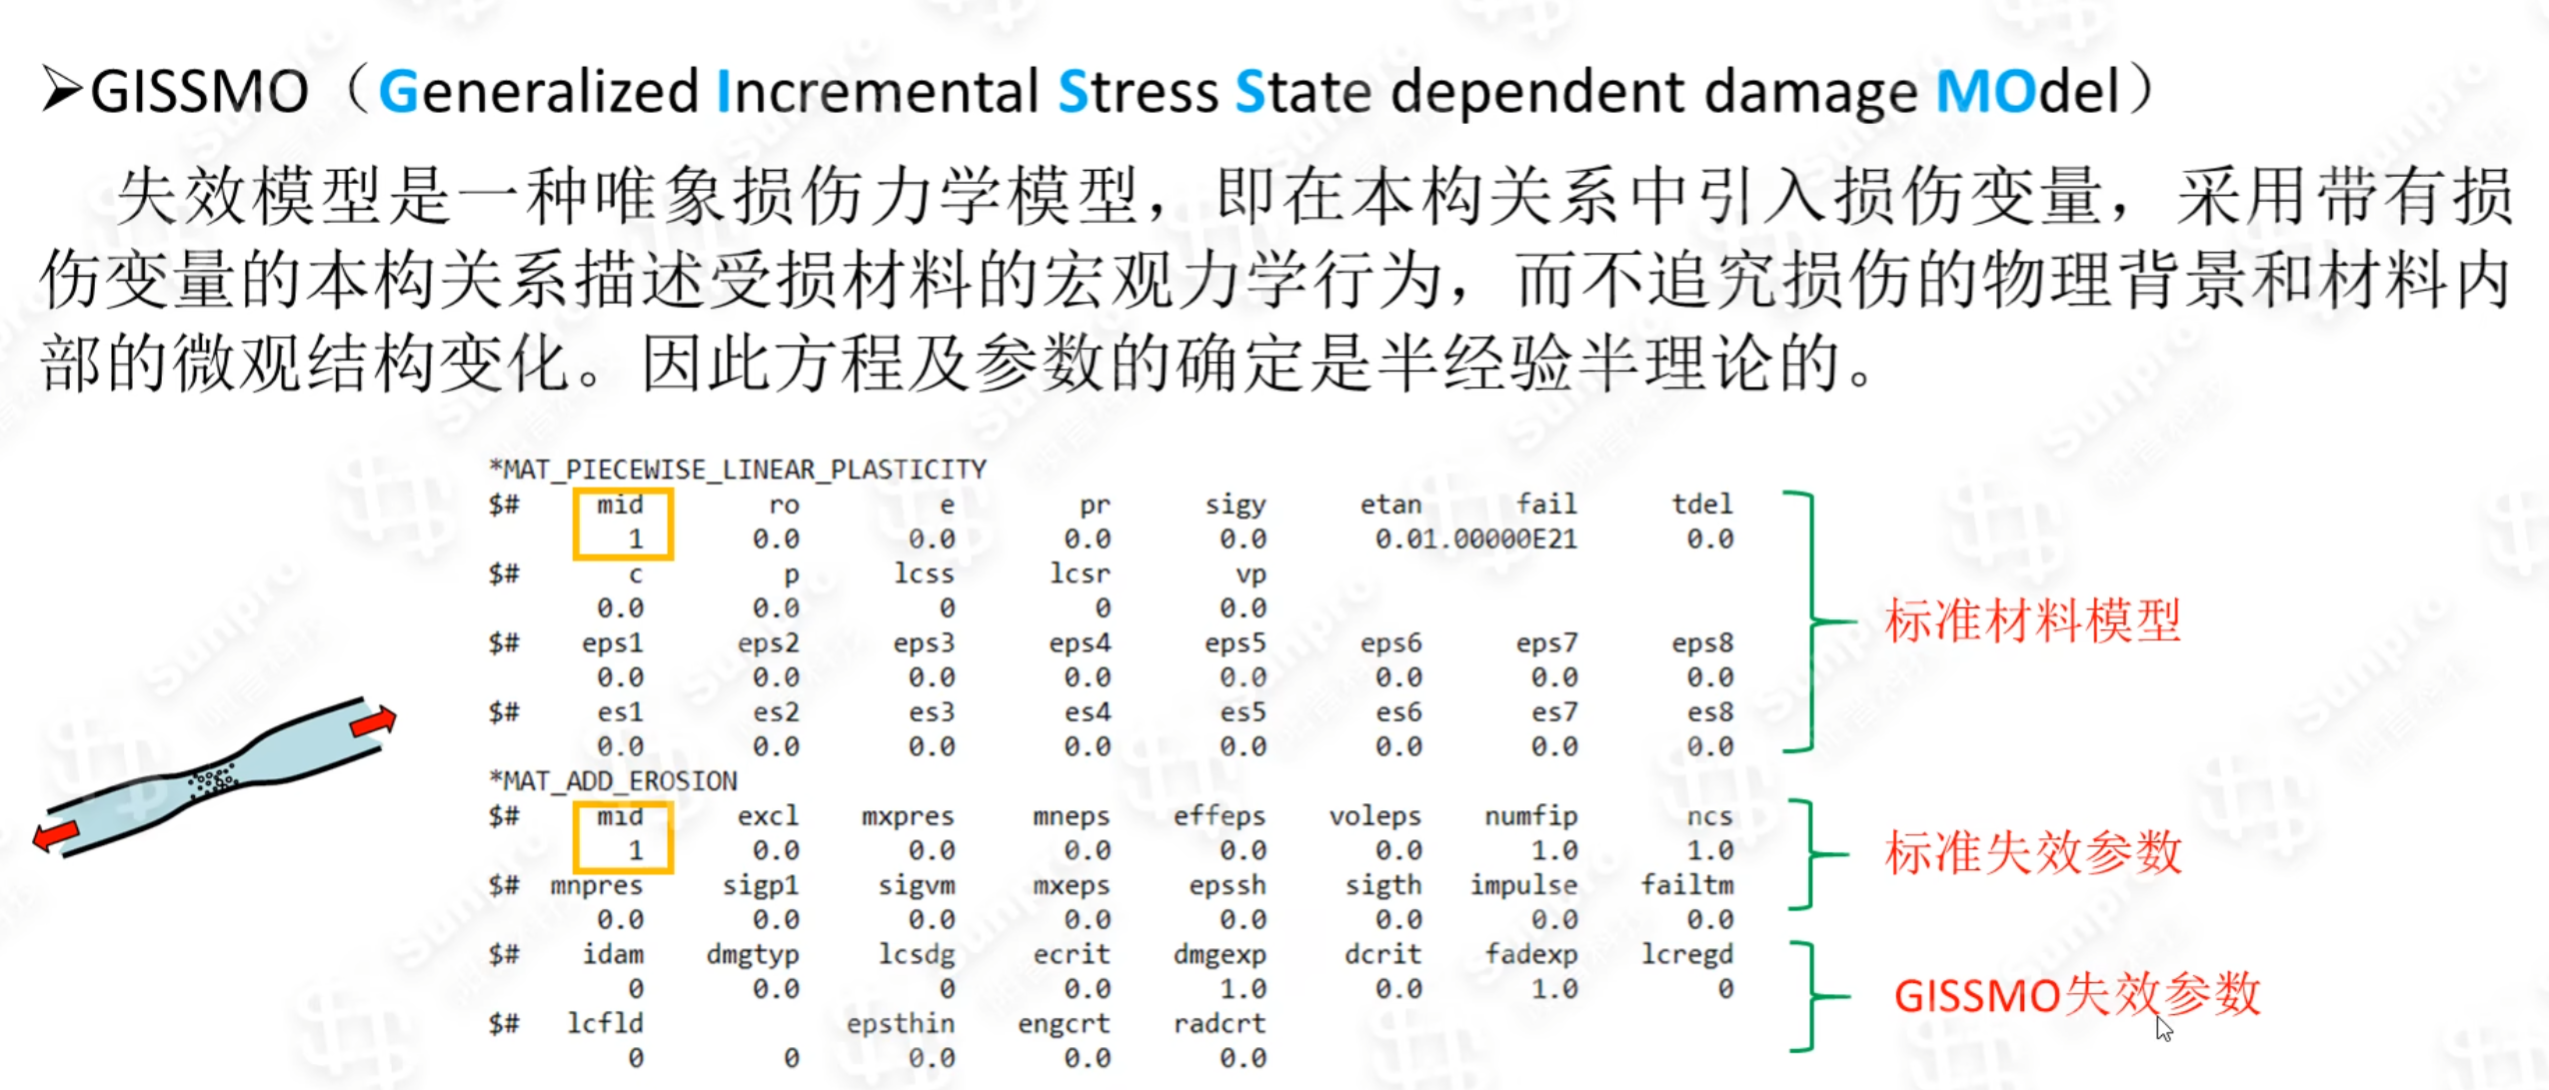 ➢GISSMO（Generalized Incremental Stress State dependent damage MOdel）
失效模型是一种唯象损伤力学模型，即在本构关系中引入损伤变量，采用带有损
伤变量的本构关系描述受损材料的宏观力学行为，而不追究损伤的物理背景和材料内
部的微观结构变化。因此方程及参数的确定是半经验半理论的。
*MAT_PIECEWISE_LINEAR_PLASTICITY
$# mid ro e pr sigy etan fail tdel
1 0.0 0.0 0.0 0.0 0.01.00000E21 0.0
$# c p lcss lcsr vp
0.0 0.0 0 0 0.0
$# eps1 eps2 eps3 eps4 eps5 eps6 eps7 eps8
0.0 0.0 0.0 0.0 0.0 0.0 0.0 0.0
$# es1 es2 es3 es4 es5 es6 es7 es8
0.0 0.0 0.0 0.0 0.0 0.0 0.0 0.0
标准材料模型
*MAT_ADD_EROSION
$# mid excl mxpres mneps effeps voleps numfip ncs
1 0.0 0.0 0.0 0.0 0.0 1.0 1.0
$# mnpres sigp1 sigvm mxeps epssh sigth impulse failtm
0.0 0.0 0.0 0.0 0.0 0.0 0.0 0.0
标准失效参数
$# idam dmgtyp lcsdg ecrit dmgexp dcrit fadexp lcregd
0 0.0 0 0.0 1.0 0.0 1.0 0
$# lcfld epsthin engcrt radcrt
0 0 0.0 0.0 0.0
GISSMO失效参数